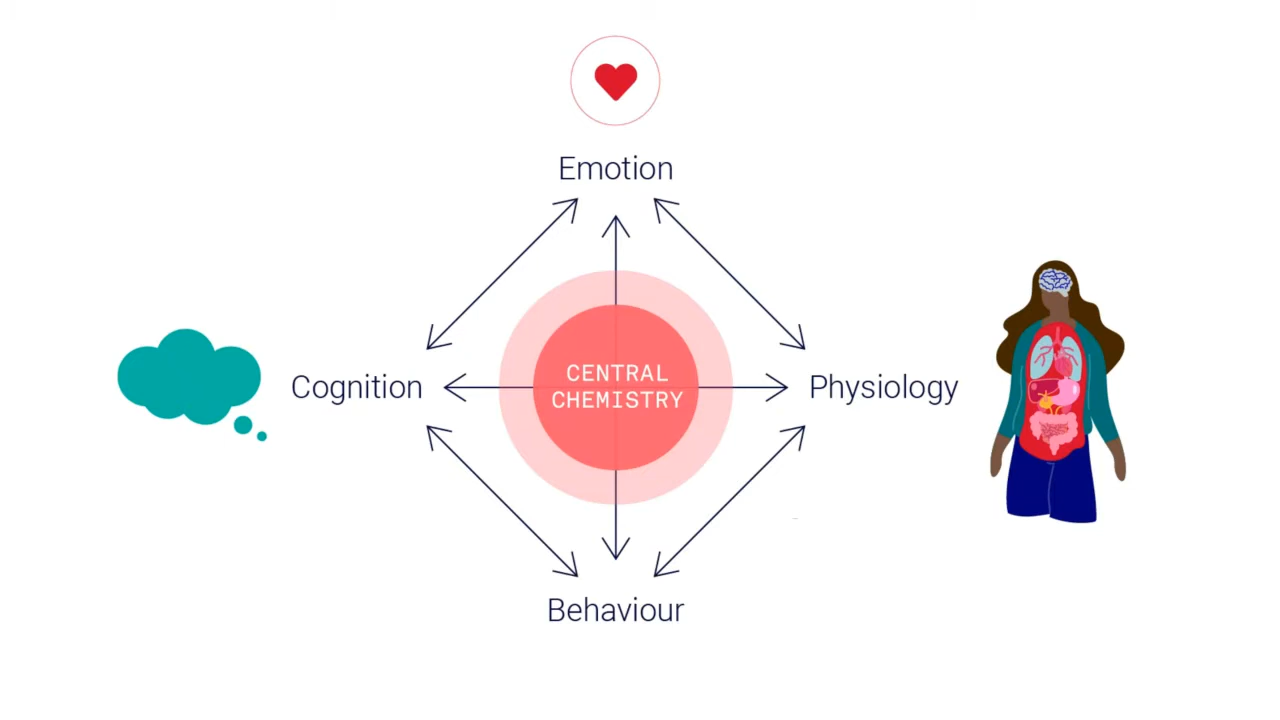 Emotion
Cognition
CENTRAL
CHEMISTRY
Physiology
Behaviour